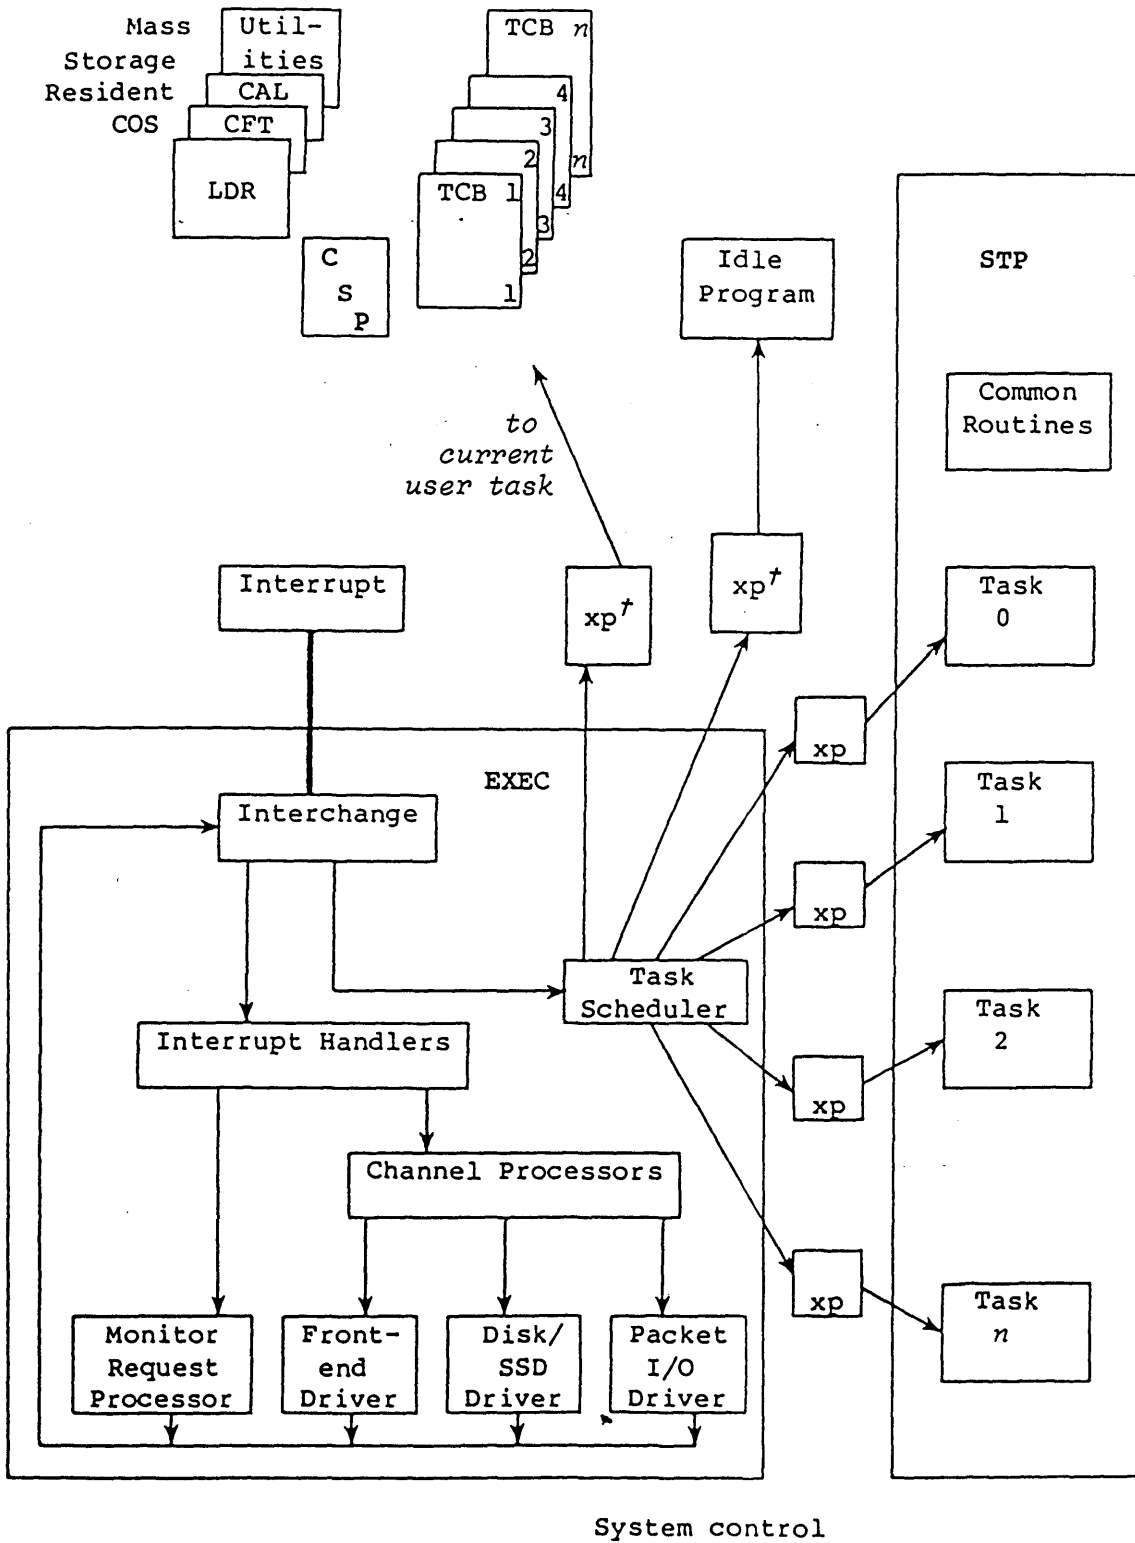 Mass
Storage
Resident
COS
Util-
ities
CAL
CFT
LDR
C
S
P
TCB n
4
3
2
TCB 1
n
4
3
2
1
Idle
Program
STP
Common
Routines
to
current
user task
xp†
xp†
Interrupt
Task
0
xp
EXEC
Interchange
Task
1
xp
Task
Scheduler
Interrupt Handlers
Task
2
xp
Channel Processors
xp
Task
n
Monitor
Request
Processor
Front-
end
Driver
Disk/
SSD
Driver
Packet
I/O
Driver
System control